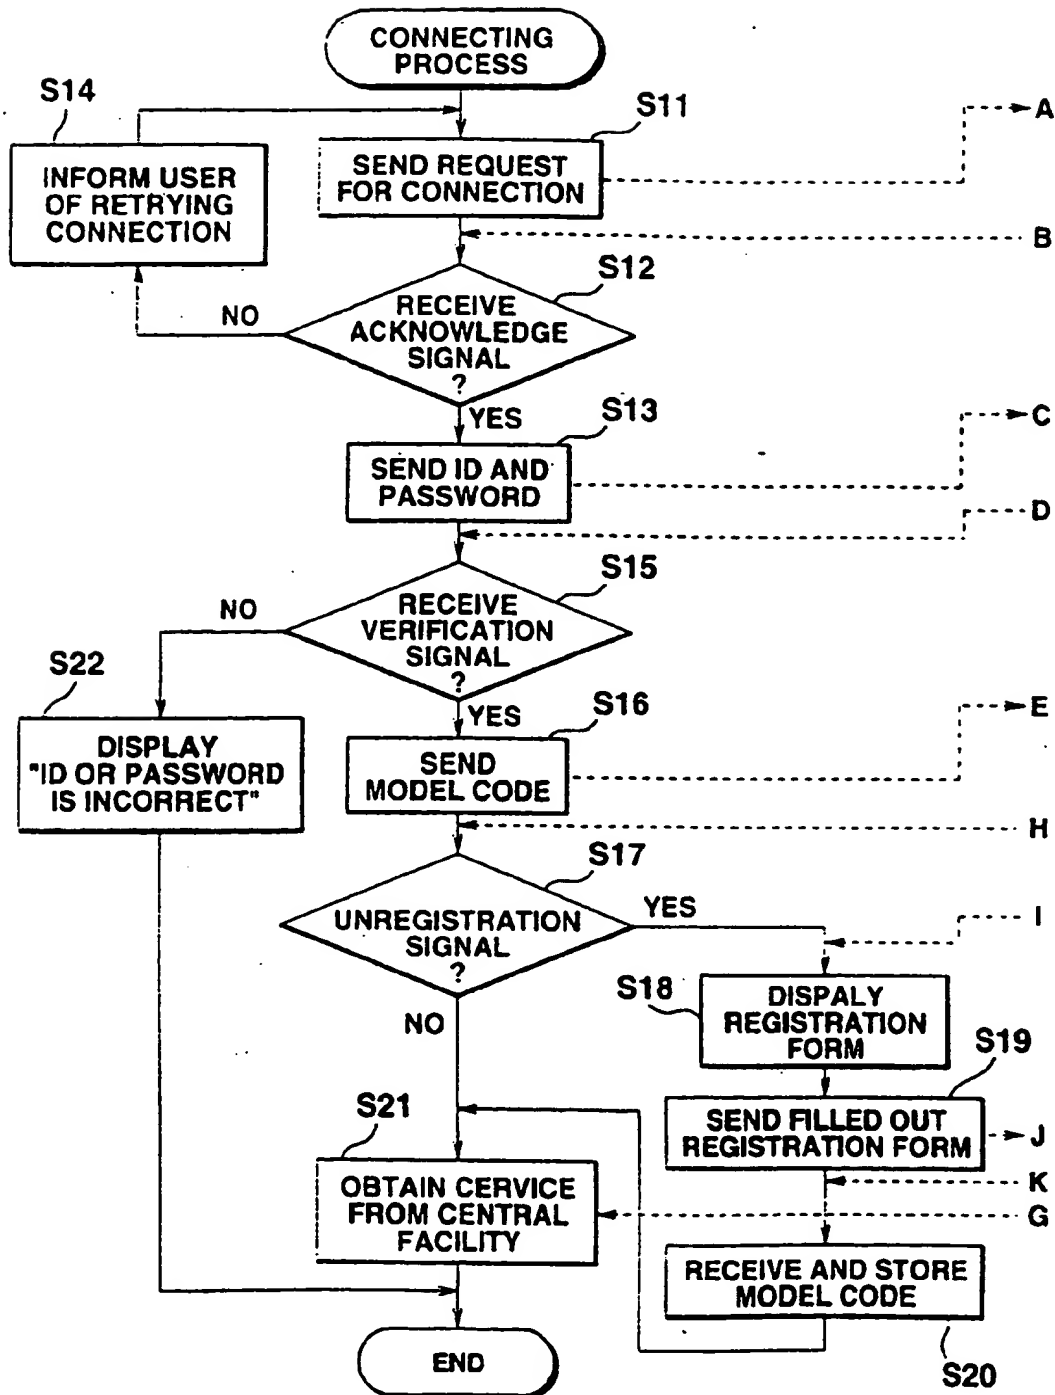 CONNECTING
PROCESS
S14
S11
A
INFORM USER
OF RETRYING
CONNECTION
SEND REQUEST
FOR CONNECTION
B
S12
NO
RECEIVE
ACKNOWLEDGE
SIGNAL
?
YES
S13
C
SEND ID AND
PASSWORD
D
S15
NO
RECEIVE
VERIFICATION
SIGNAL
?
S22
YES
S16
E
DISPLAY
"ID OR PASSWORD
IS INCORRECT"
SEND
MODEL CODE
H
S17
UNREGISTRATION
SIGNAL
?
YES
I
S18
DISPALY
REGISTRATION
FORM
NO
S19
S21
SEND FILLED OUT
REGISTRATION FORM
J
K
OBTAIN CERVICE
FROM CENTRAL
FACILITY
G
RECEIVE AND STORE
MODEL CODE
END
S20